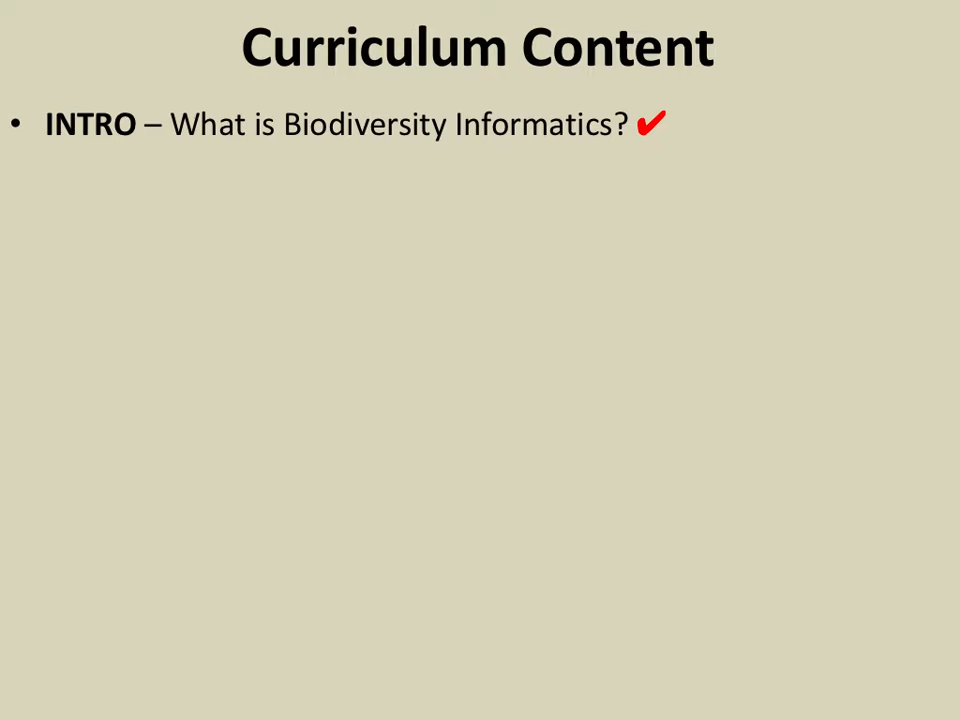 Curriculum Content
• INTRO – What is Biodiversity Informatics? ✔